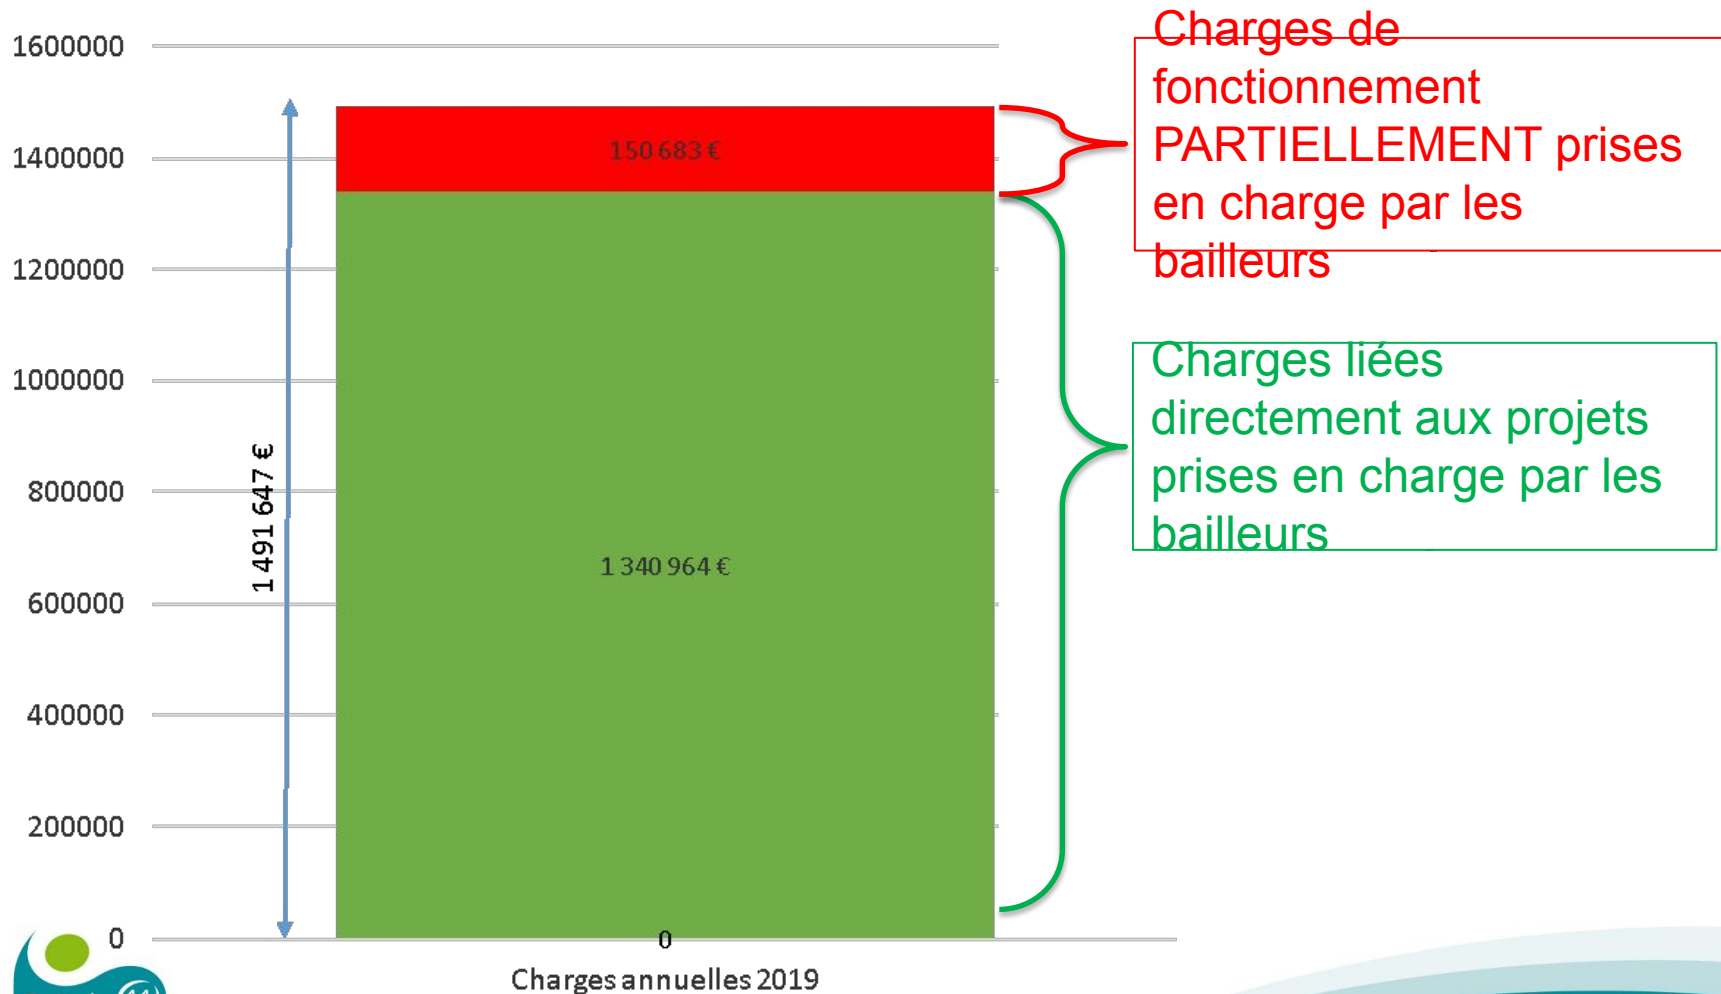 1600000
1400000
1200000
1000000
800000
600000
400000
200000
0
1 491 647 €
150 683 €
1 340 964 €
0
Charges annuelles 2019
Charges de
fonctionnement
PARTIELLEMENT prises
en charge par les
bailleurs
Charges liées
directement aux projets
prises en charge par les
bailleurs